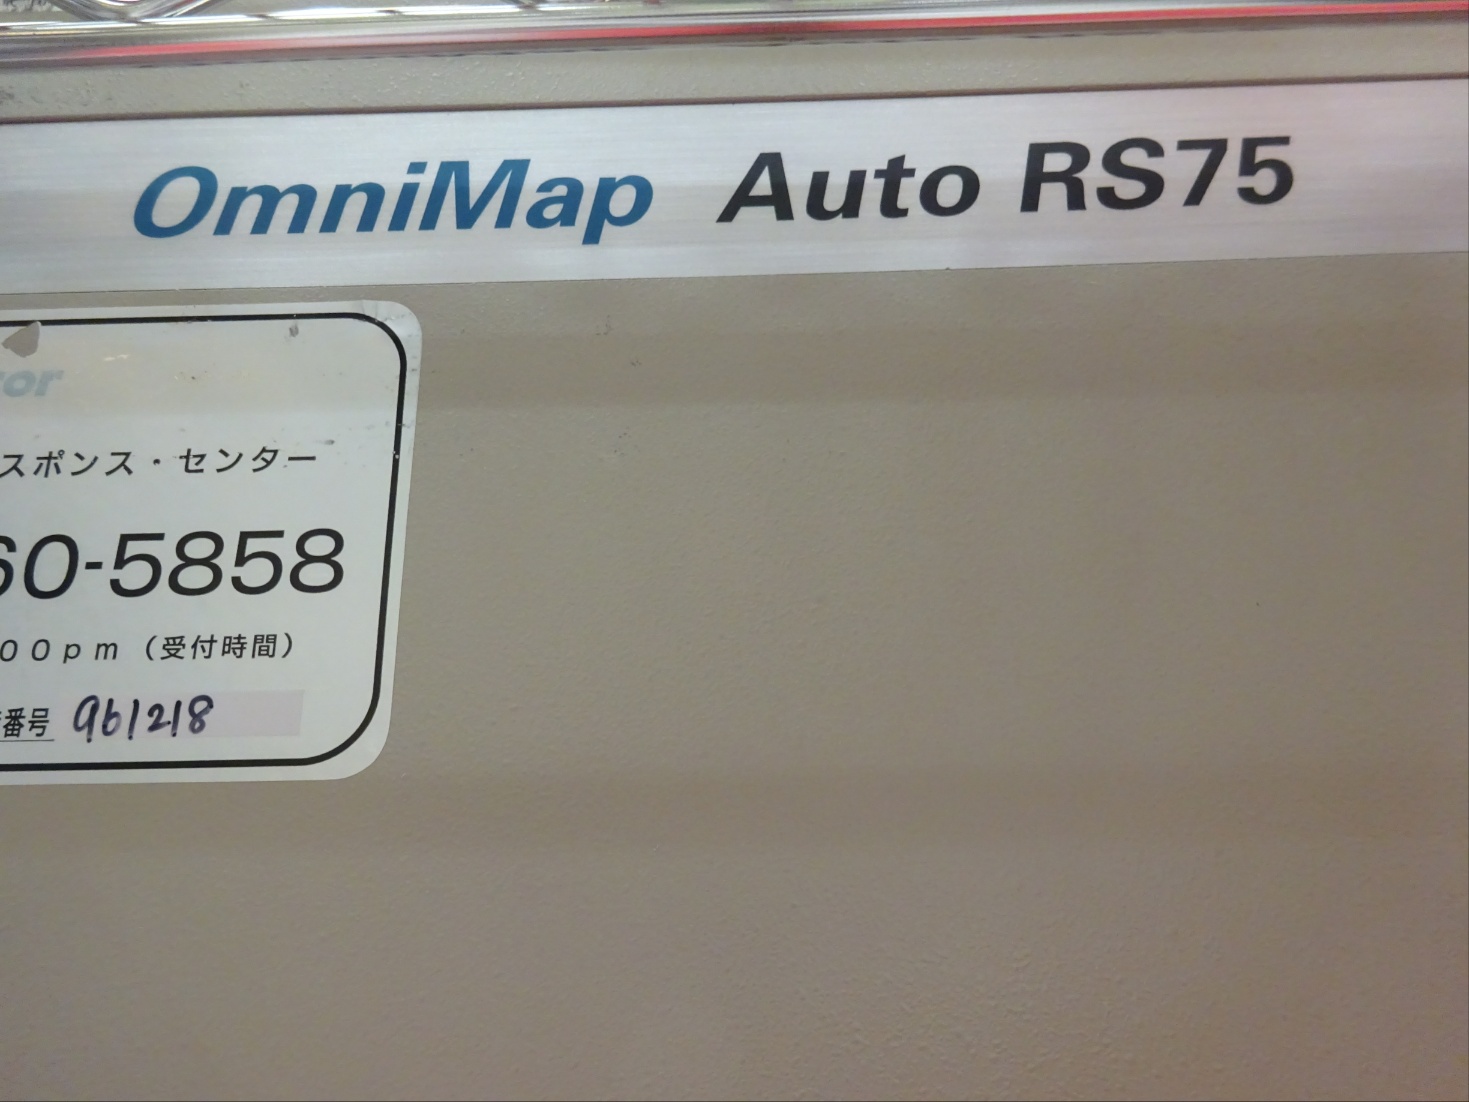 OmniMap Auto RS75
tor
スポンス・センター
60-5858
00pm（受付時間）
番号 961218